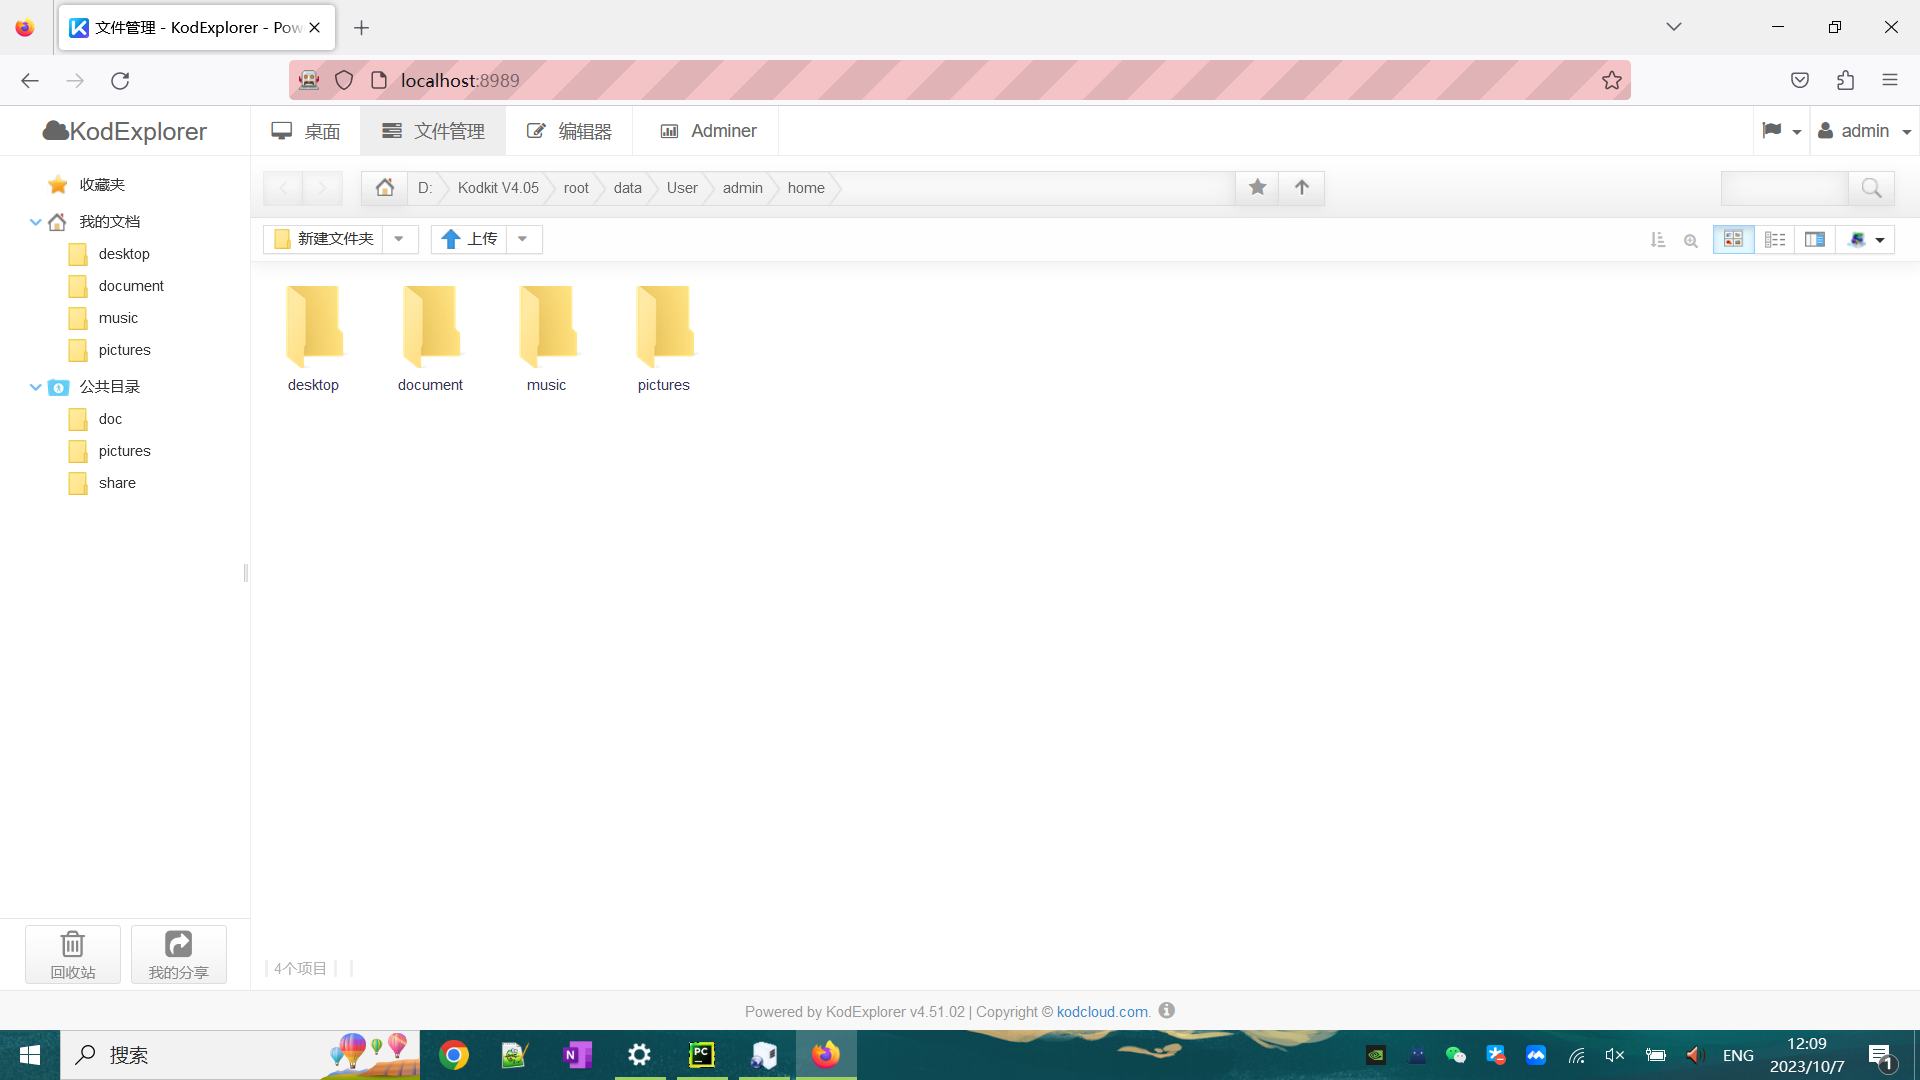 文件管理 - KodExplorer - Pow
localhost:8989
KodExplorer
桌面
文件管理
编辑器
Adminer
admin
收藏夹
我的文档
desktop
document
music
pictures
公共目录
doc
pictures
share
D: Kodkit V4.05 root data User admin home
新建文件夹
上传
desktop
document
music
pictures
回收站
我的分享
4个项目
Powered by KodExplorer v4.51.02 | Copyright © kodcloud.com.
搜索
N
PC
ENG
12:09
2023/10/7
1